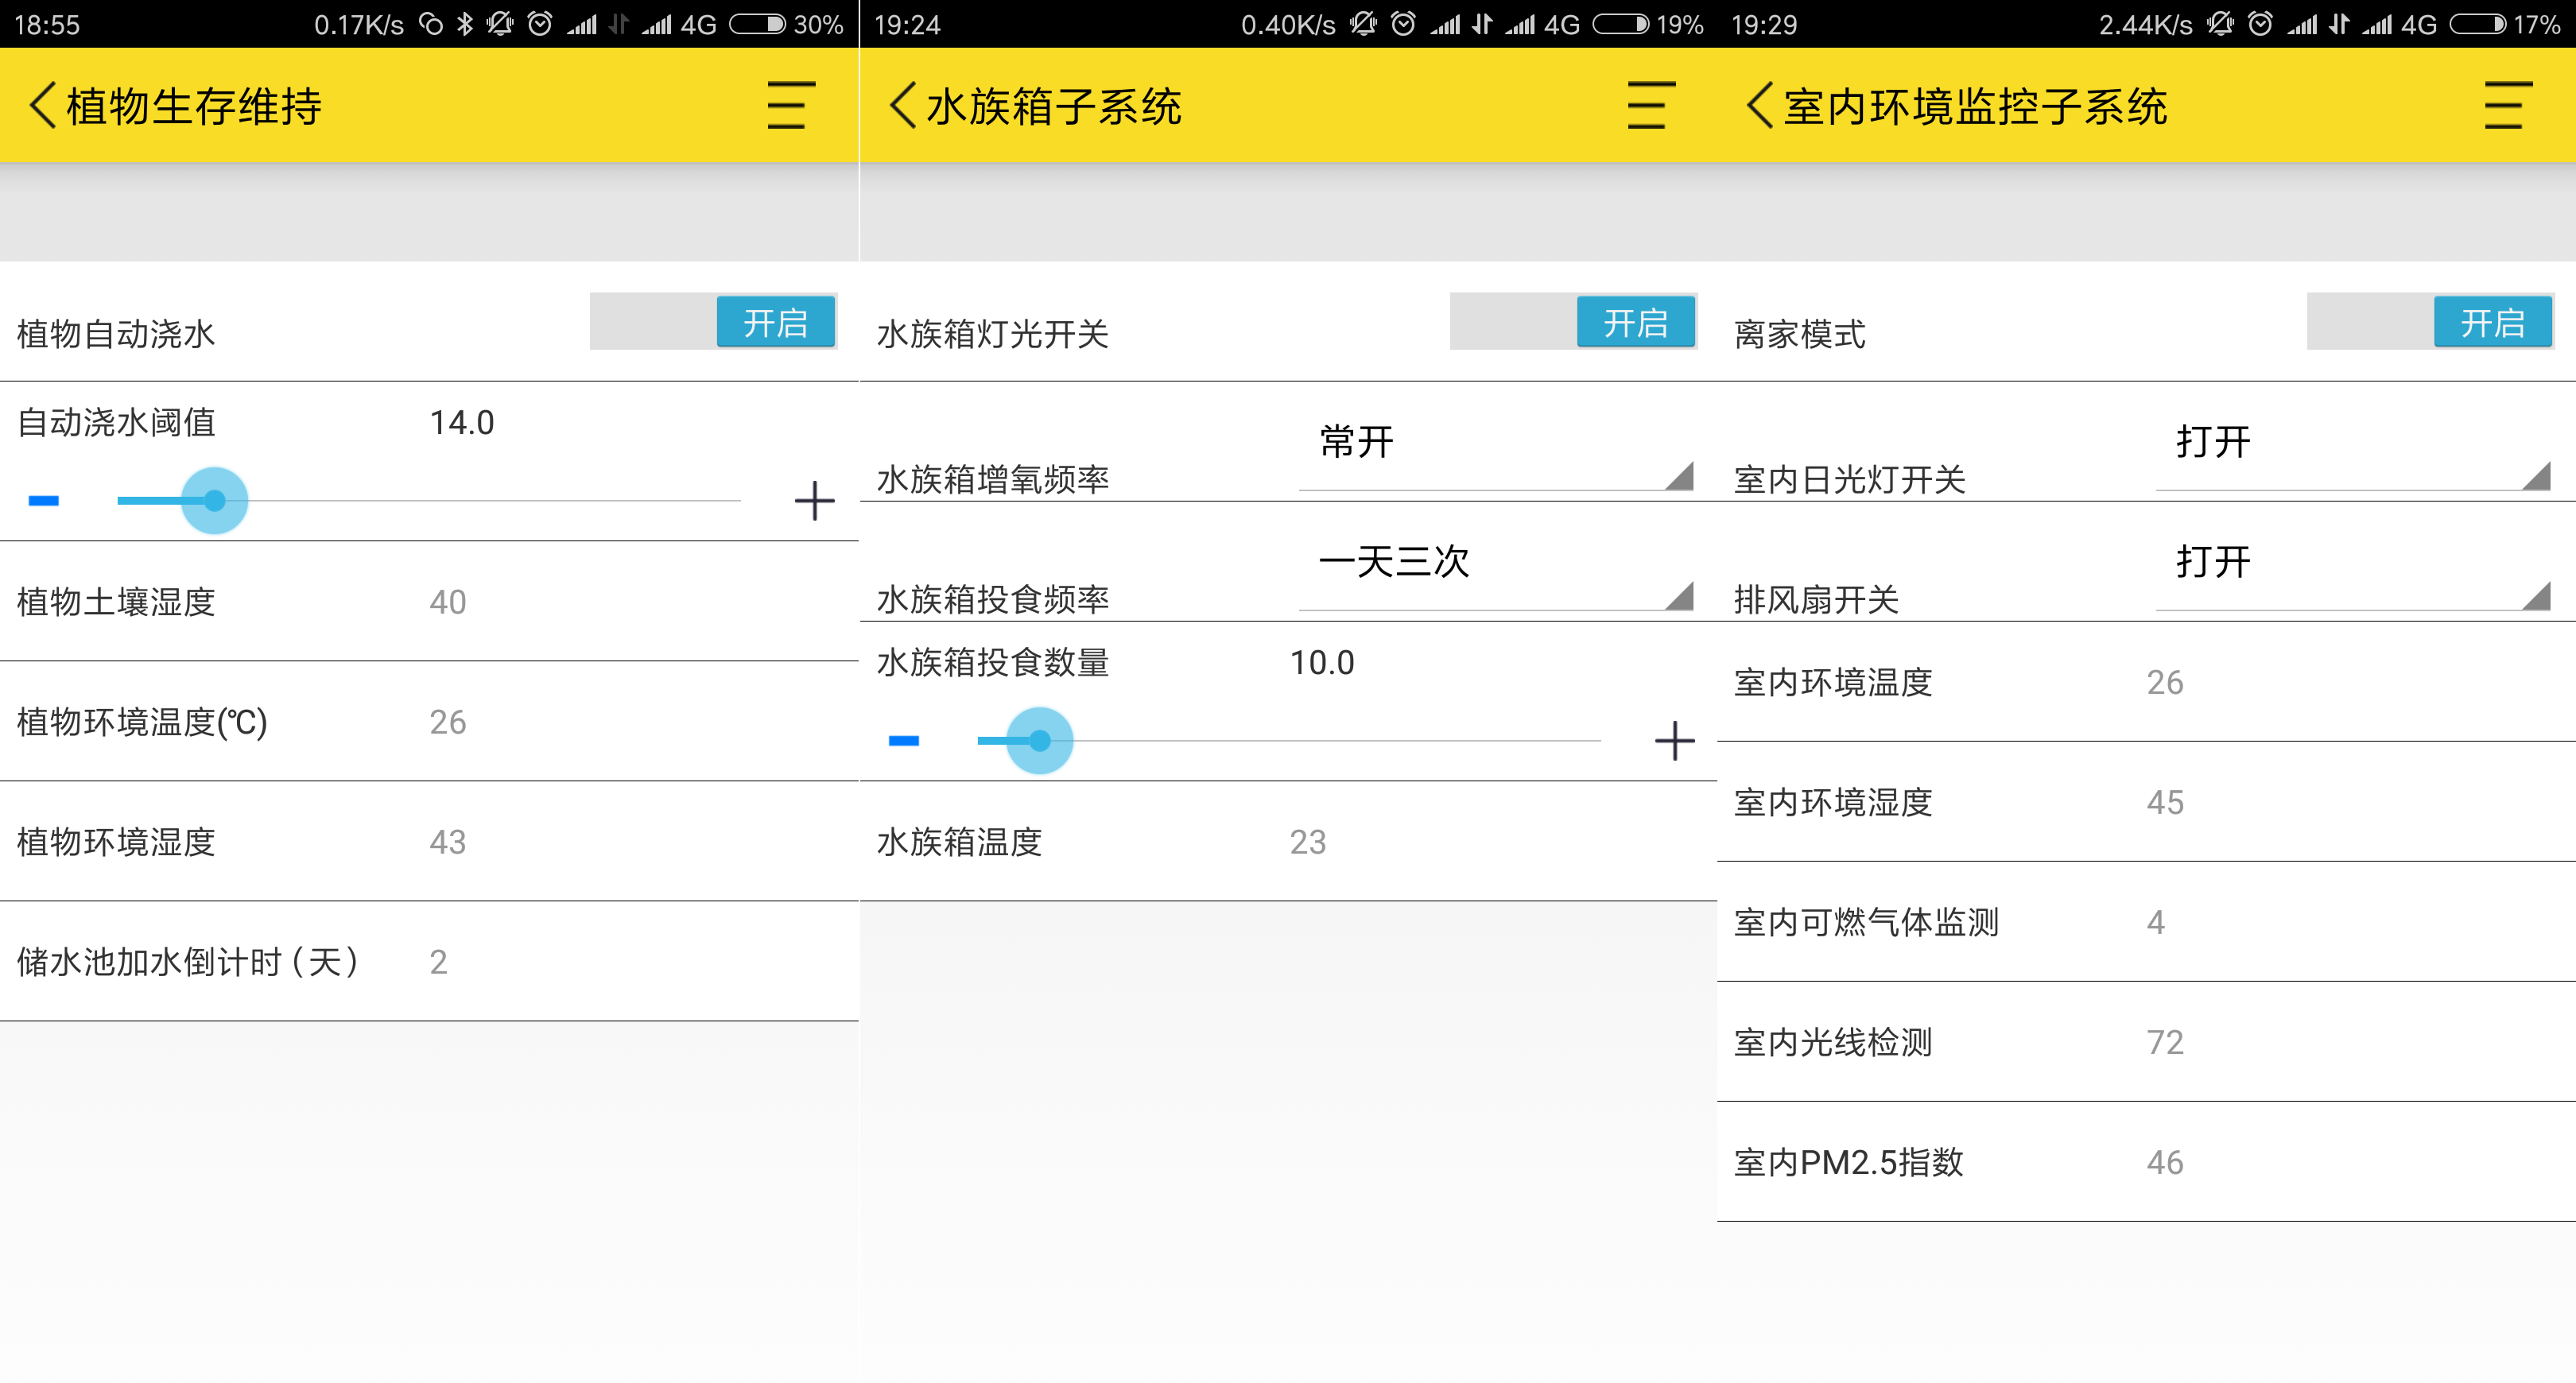 18:55 0.17K/s 4G 30%
植物生存维持
植物自动浇水 开启
自动浇水阈值 14.0
植物土壤湿度 40
植物环境温度(℃) 26
植物环境湿度 43
储水池加水倒计时（天） 2
19:24 0.40K/s 4G 19%
水族箱子系统
水族箱灯光开关 开启
水族箱增氧频率 常开
水族箱投食频率 一天三次
水族箱投食数量 10.0
水族箱温度 23
19:29 2.44K/s 4G 17%
室内环境监控子系统
离家模式 开启
室内日光灯开关 打开
排风扇开关 打开
室内环境温度 26
室内环境湿度 45
室内可燃气体监测 4
室内光线检测 72
室内PM2.5指数 46